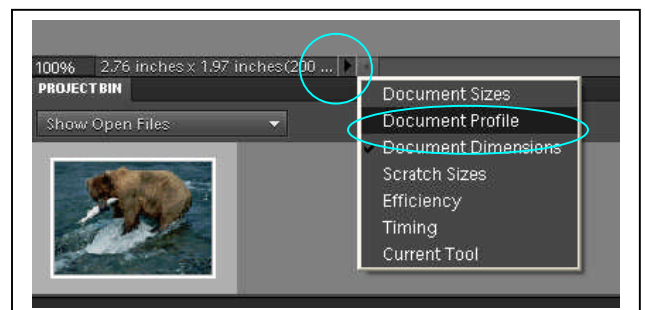 100% 2.76 inches x 1.97 inches(200 ...
PROJECT BIN
Show Open Files
Document Sizes
Document Profile
Document Dimensions
Scratch Sizes
Efficiency
Timing
Current Tool